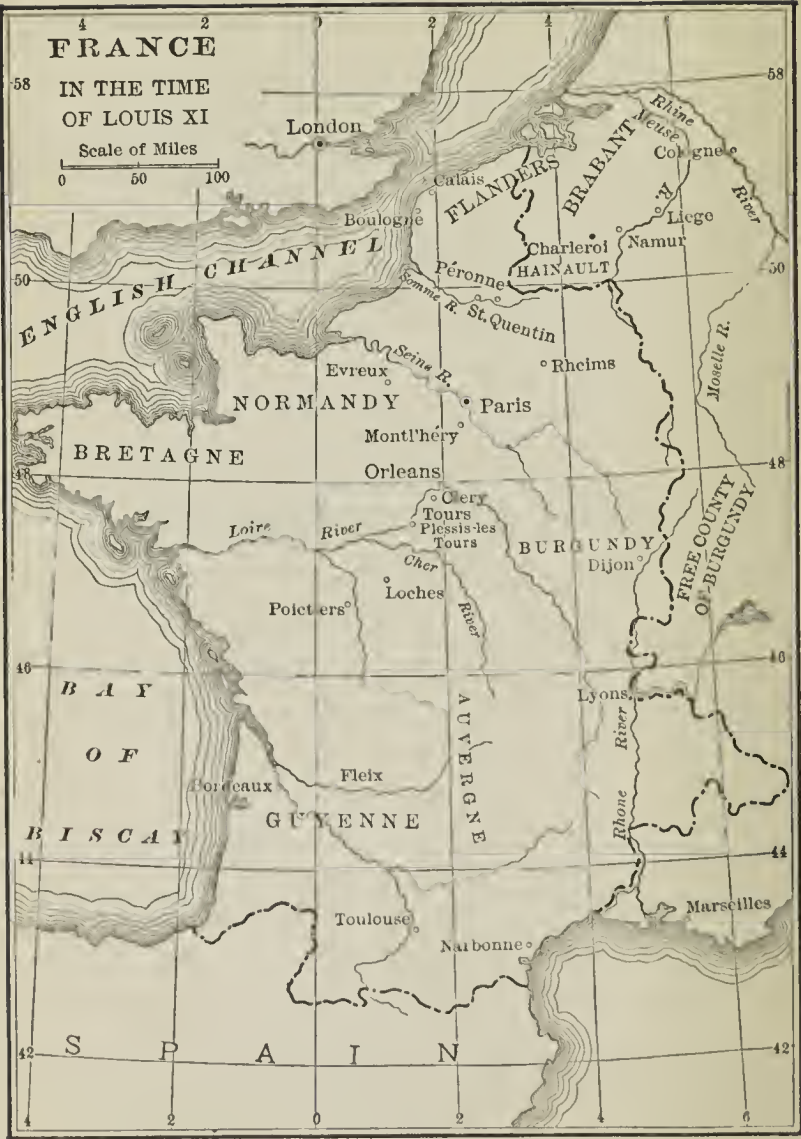 FRANCE
IN THE TIME
OF LOUIS XI
Scale of Miles
0 50 100
4 2 0 2 4
58 58
London
Rhine
River
Meuse
R.
Cologne
Calais
FLANDERS
BRABANT
Boulogne
Liege
Namur
Charleroi
HAINAULT
ENGLISH CHANNEL
50 50
Péronne
Somme R.
St. Quentin
Moselle R.
Seine R.
Rheims
Evreux
NORMANDY
Paris
Montl'héry
BRETAGNE
Orleans
48 48
Clery
Tours
Plessis-les
Tours
Loire River
Cher
River
BURGUNDY
Dijon
FREE COUNTY
OF-BURGUNDY
Loches
Poictiers
46 46
BAY
OF
BISCAY
Lyons
AUVERGNE
Rhone River
Fleix
Bordeaux
GUYENNE
44 44
Toulouse
Marseilles
Narbonne
SPAIN
42 42
4 2 0 2 4 6